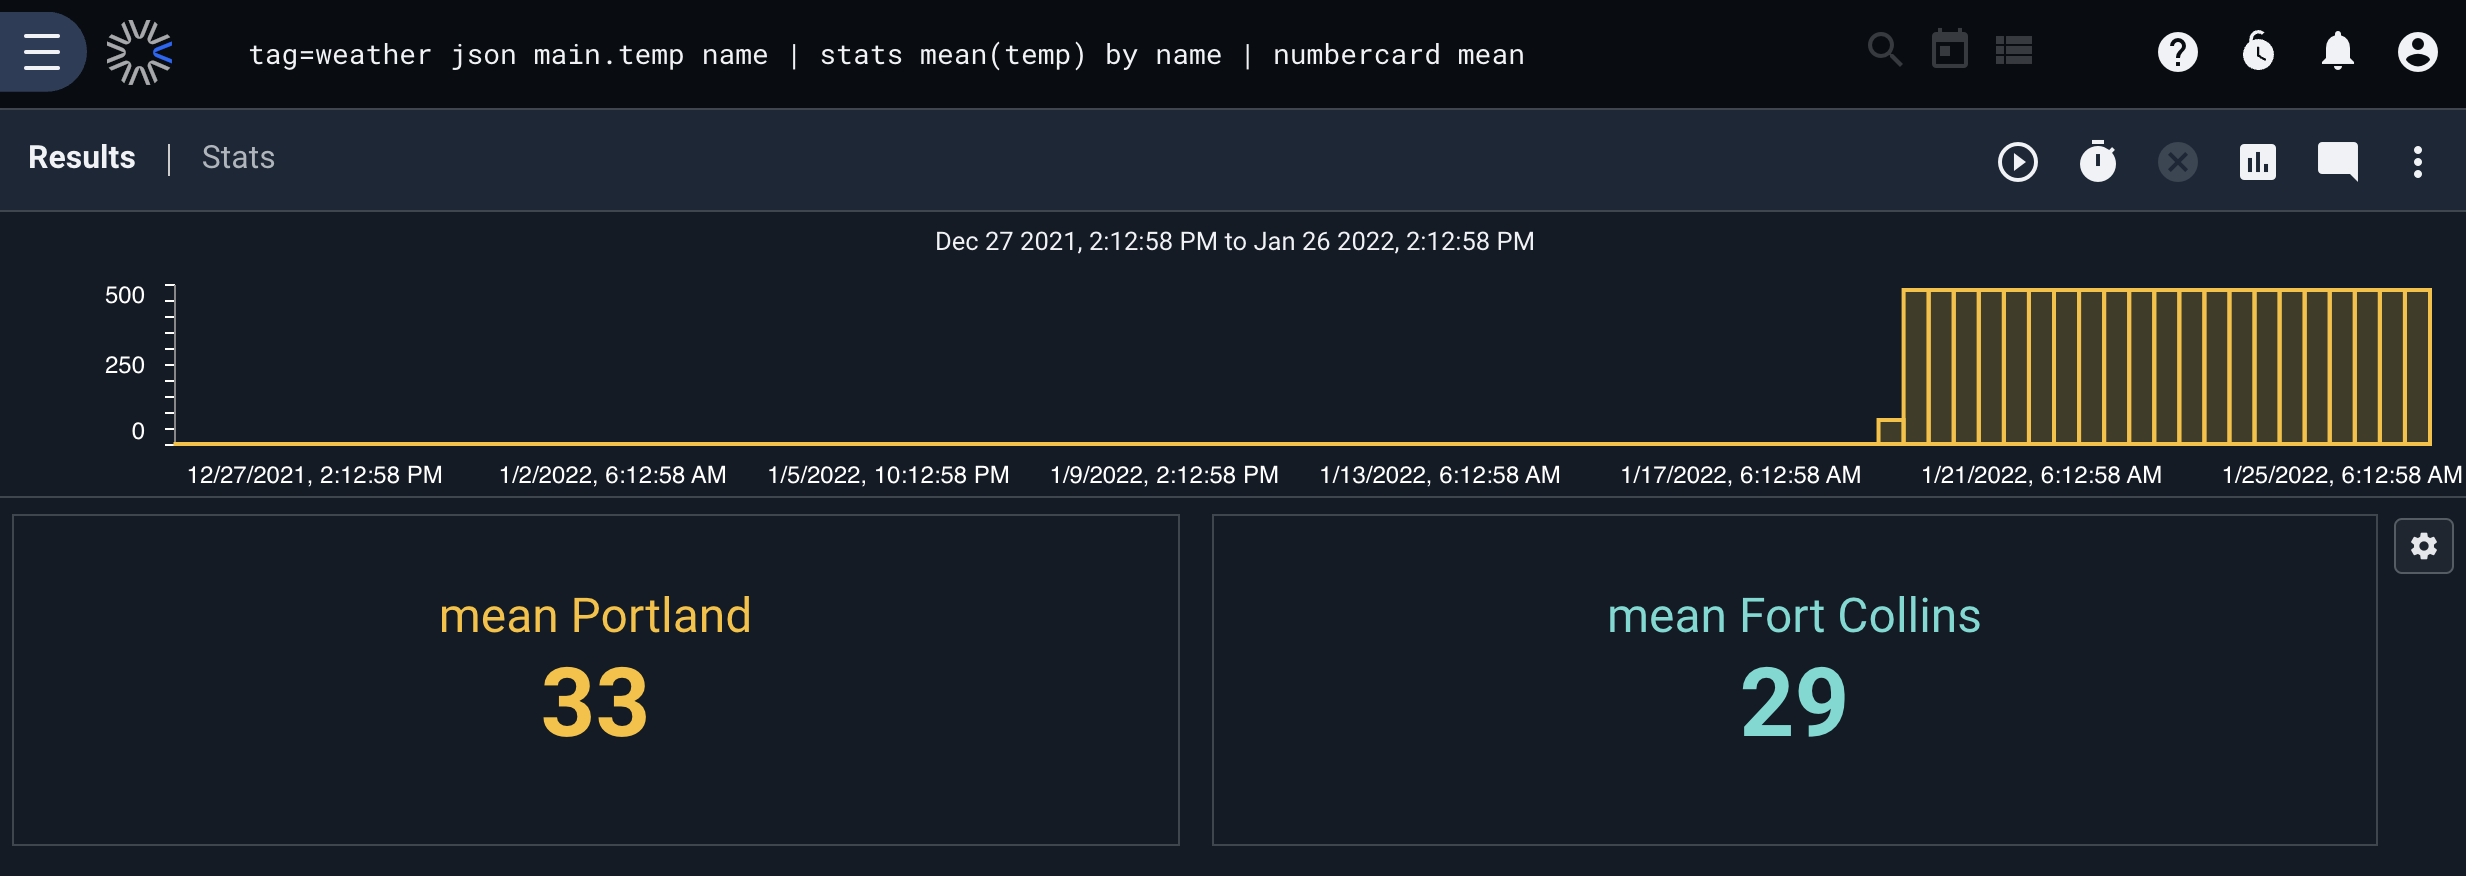 tag=weather json main.temp name | stats mean(temp) by name | numbercard mean
Results | Stats
Dec 27 2021, 2:12:58 PM to Jan 26 2022, 2:12:58 PM
500
250
0
12/27/2021, 2:12:58 PM 1/2/2022, 6:12:58 AM 1/5/2022, 10:12:58 PM 1/9/2022, 2:12:58 PM 1/13/2022, 6:12:58 AM 1/17/2022, 6:12:58 AM 1/21/2022, 6:12:58 AM 1/25/2022, 6:12:58 AM
mean Portland
33
mean Fort Collins
29